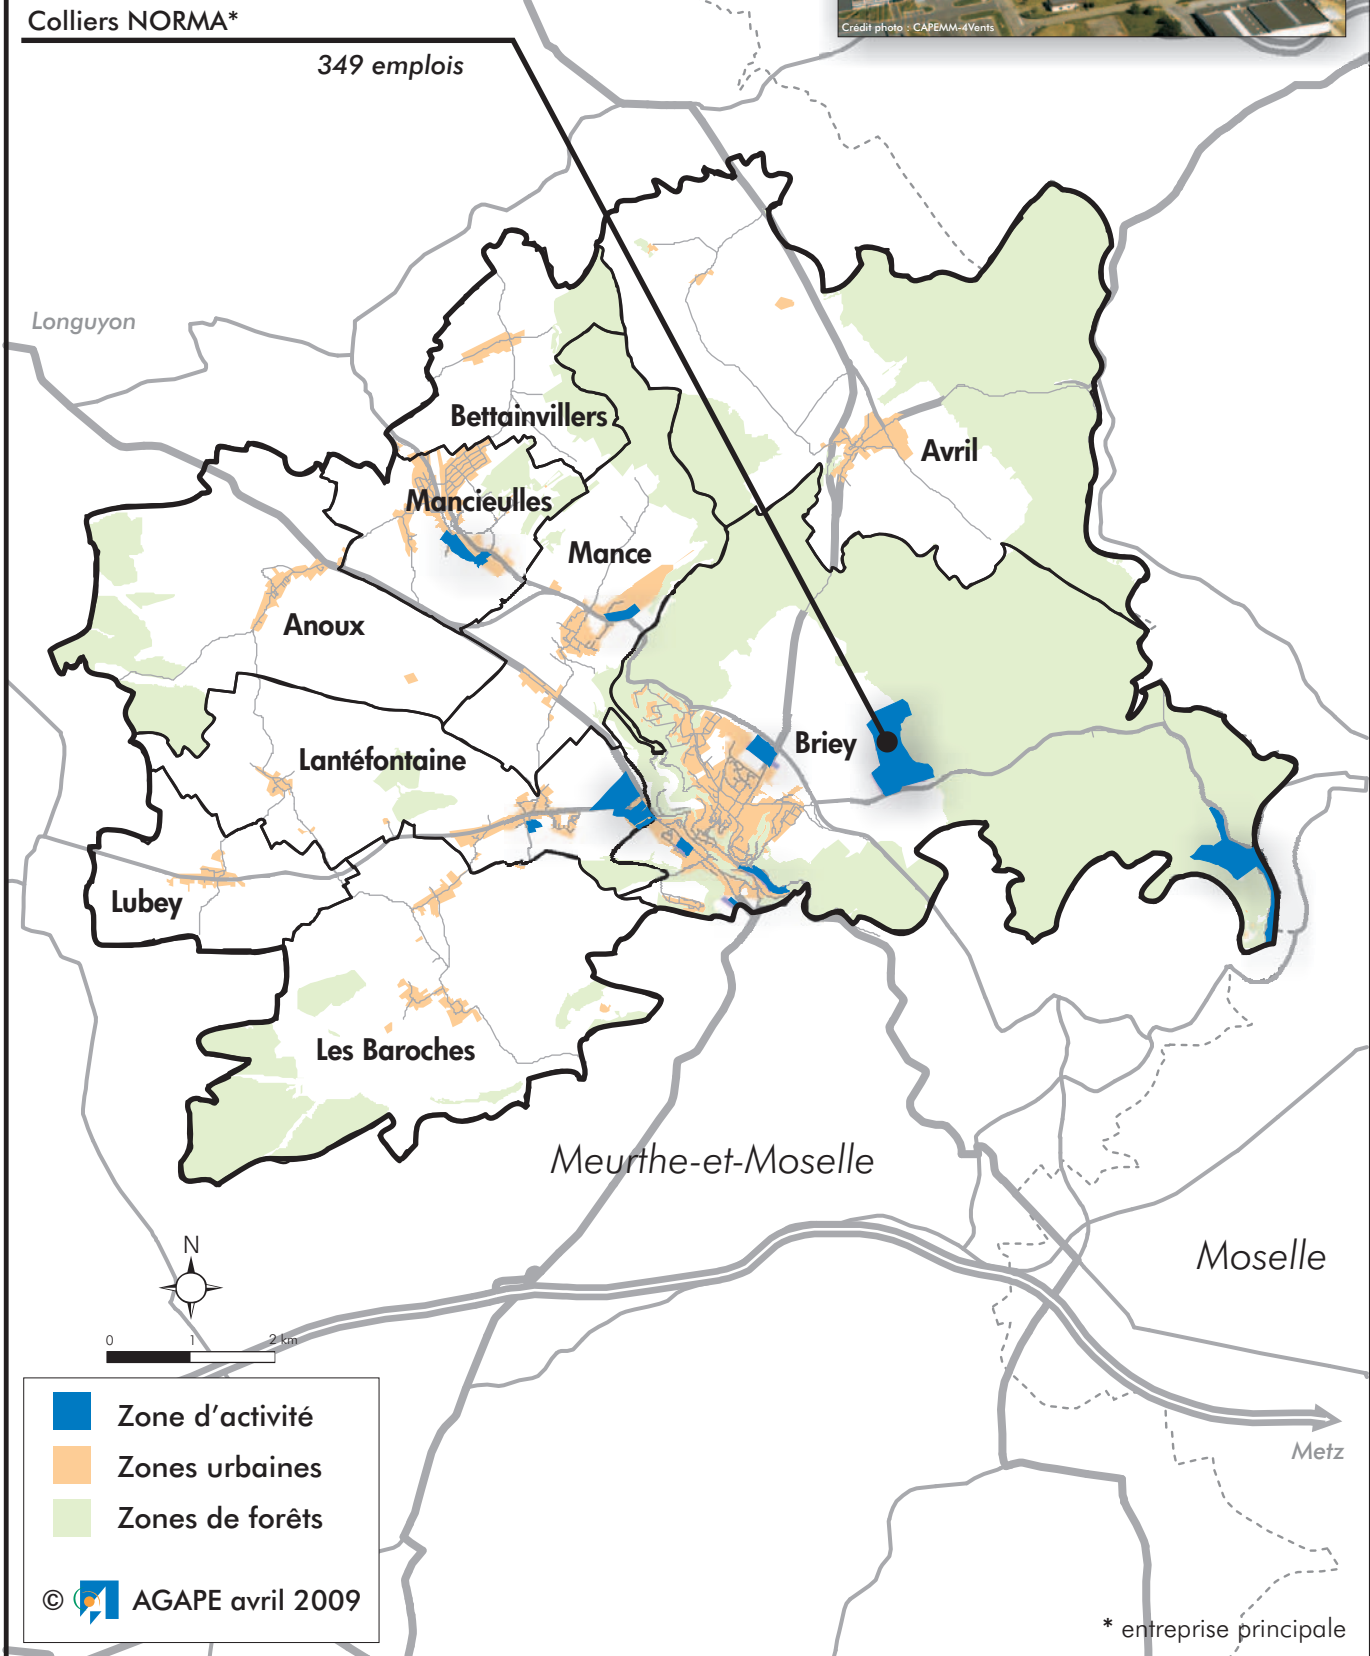 Colliers NORMA*
349 emplois
Crédit photo : CAPEMM-4Vents
Longuyon
Bettainvillers
Avril
Mancieulles
Mance
Anoux
Briey
Lantéfontaine
Lubey
Les Baroches
Meurthe-et-Moselle
Moselle
N
0 1 2 km
Metz
Zone d'activité
Zones urbaines
Zones de forêts
© AGAPE avril 2009
* entreprise principale